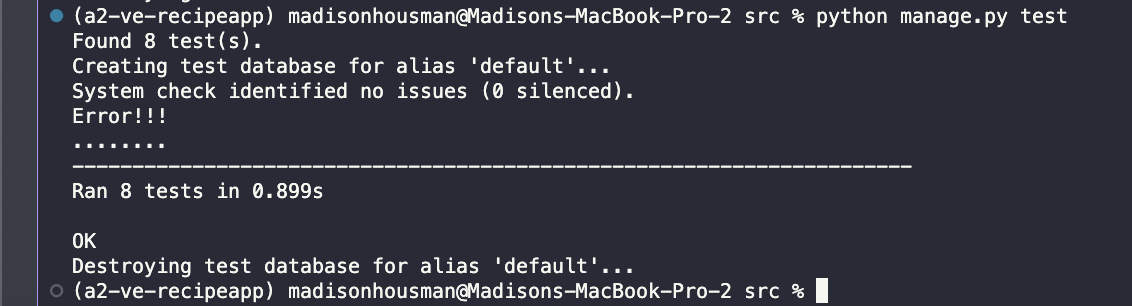 (a2-ve-recipeapp) madisonhousman@Madisons-MacBook-Pro-2 src % python manage.py test
Found 8 test(s).
Creating test database for alias 'default'...
System check identified no issues (0 silenced).
Error!!!
........
----------------------------------------------------------------------
Ran 8 tests in 0.899s
OK
Destroying test database for alias 'default'...
(a2-ve-recipeapp) madisonhousman@Madisons-MacBook-Pro-2 src %